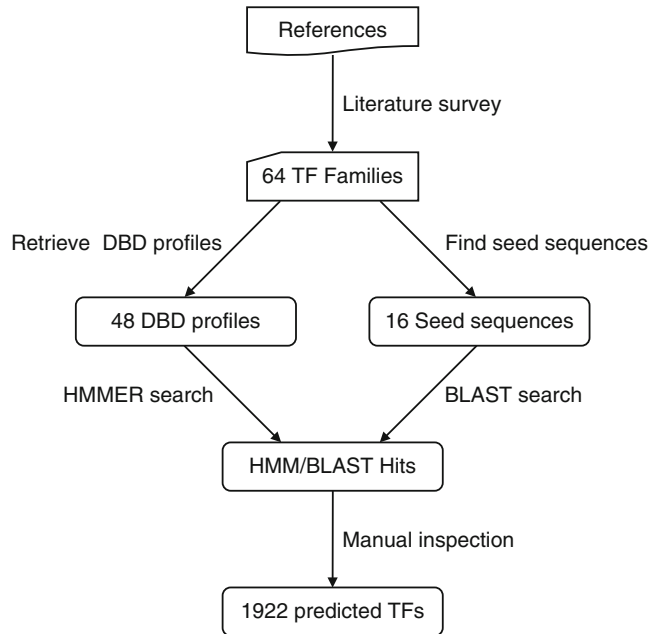 References
Literature survey
64 TF Families
Retrieve DBD profiles
Find seed sequences
48 DBD profiles
16 Seed sequences
HMMER search
BLAST search
HMM/BLAST Hits
Manual inspection
1922 predicted TFs